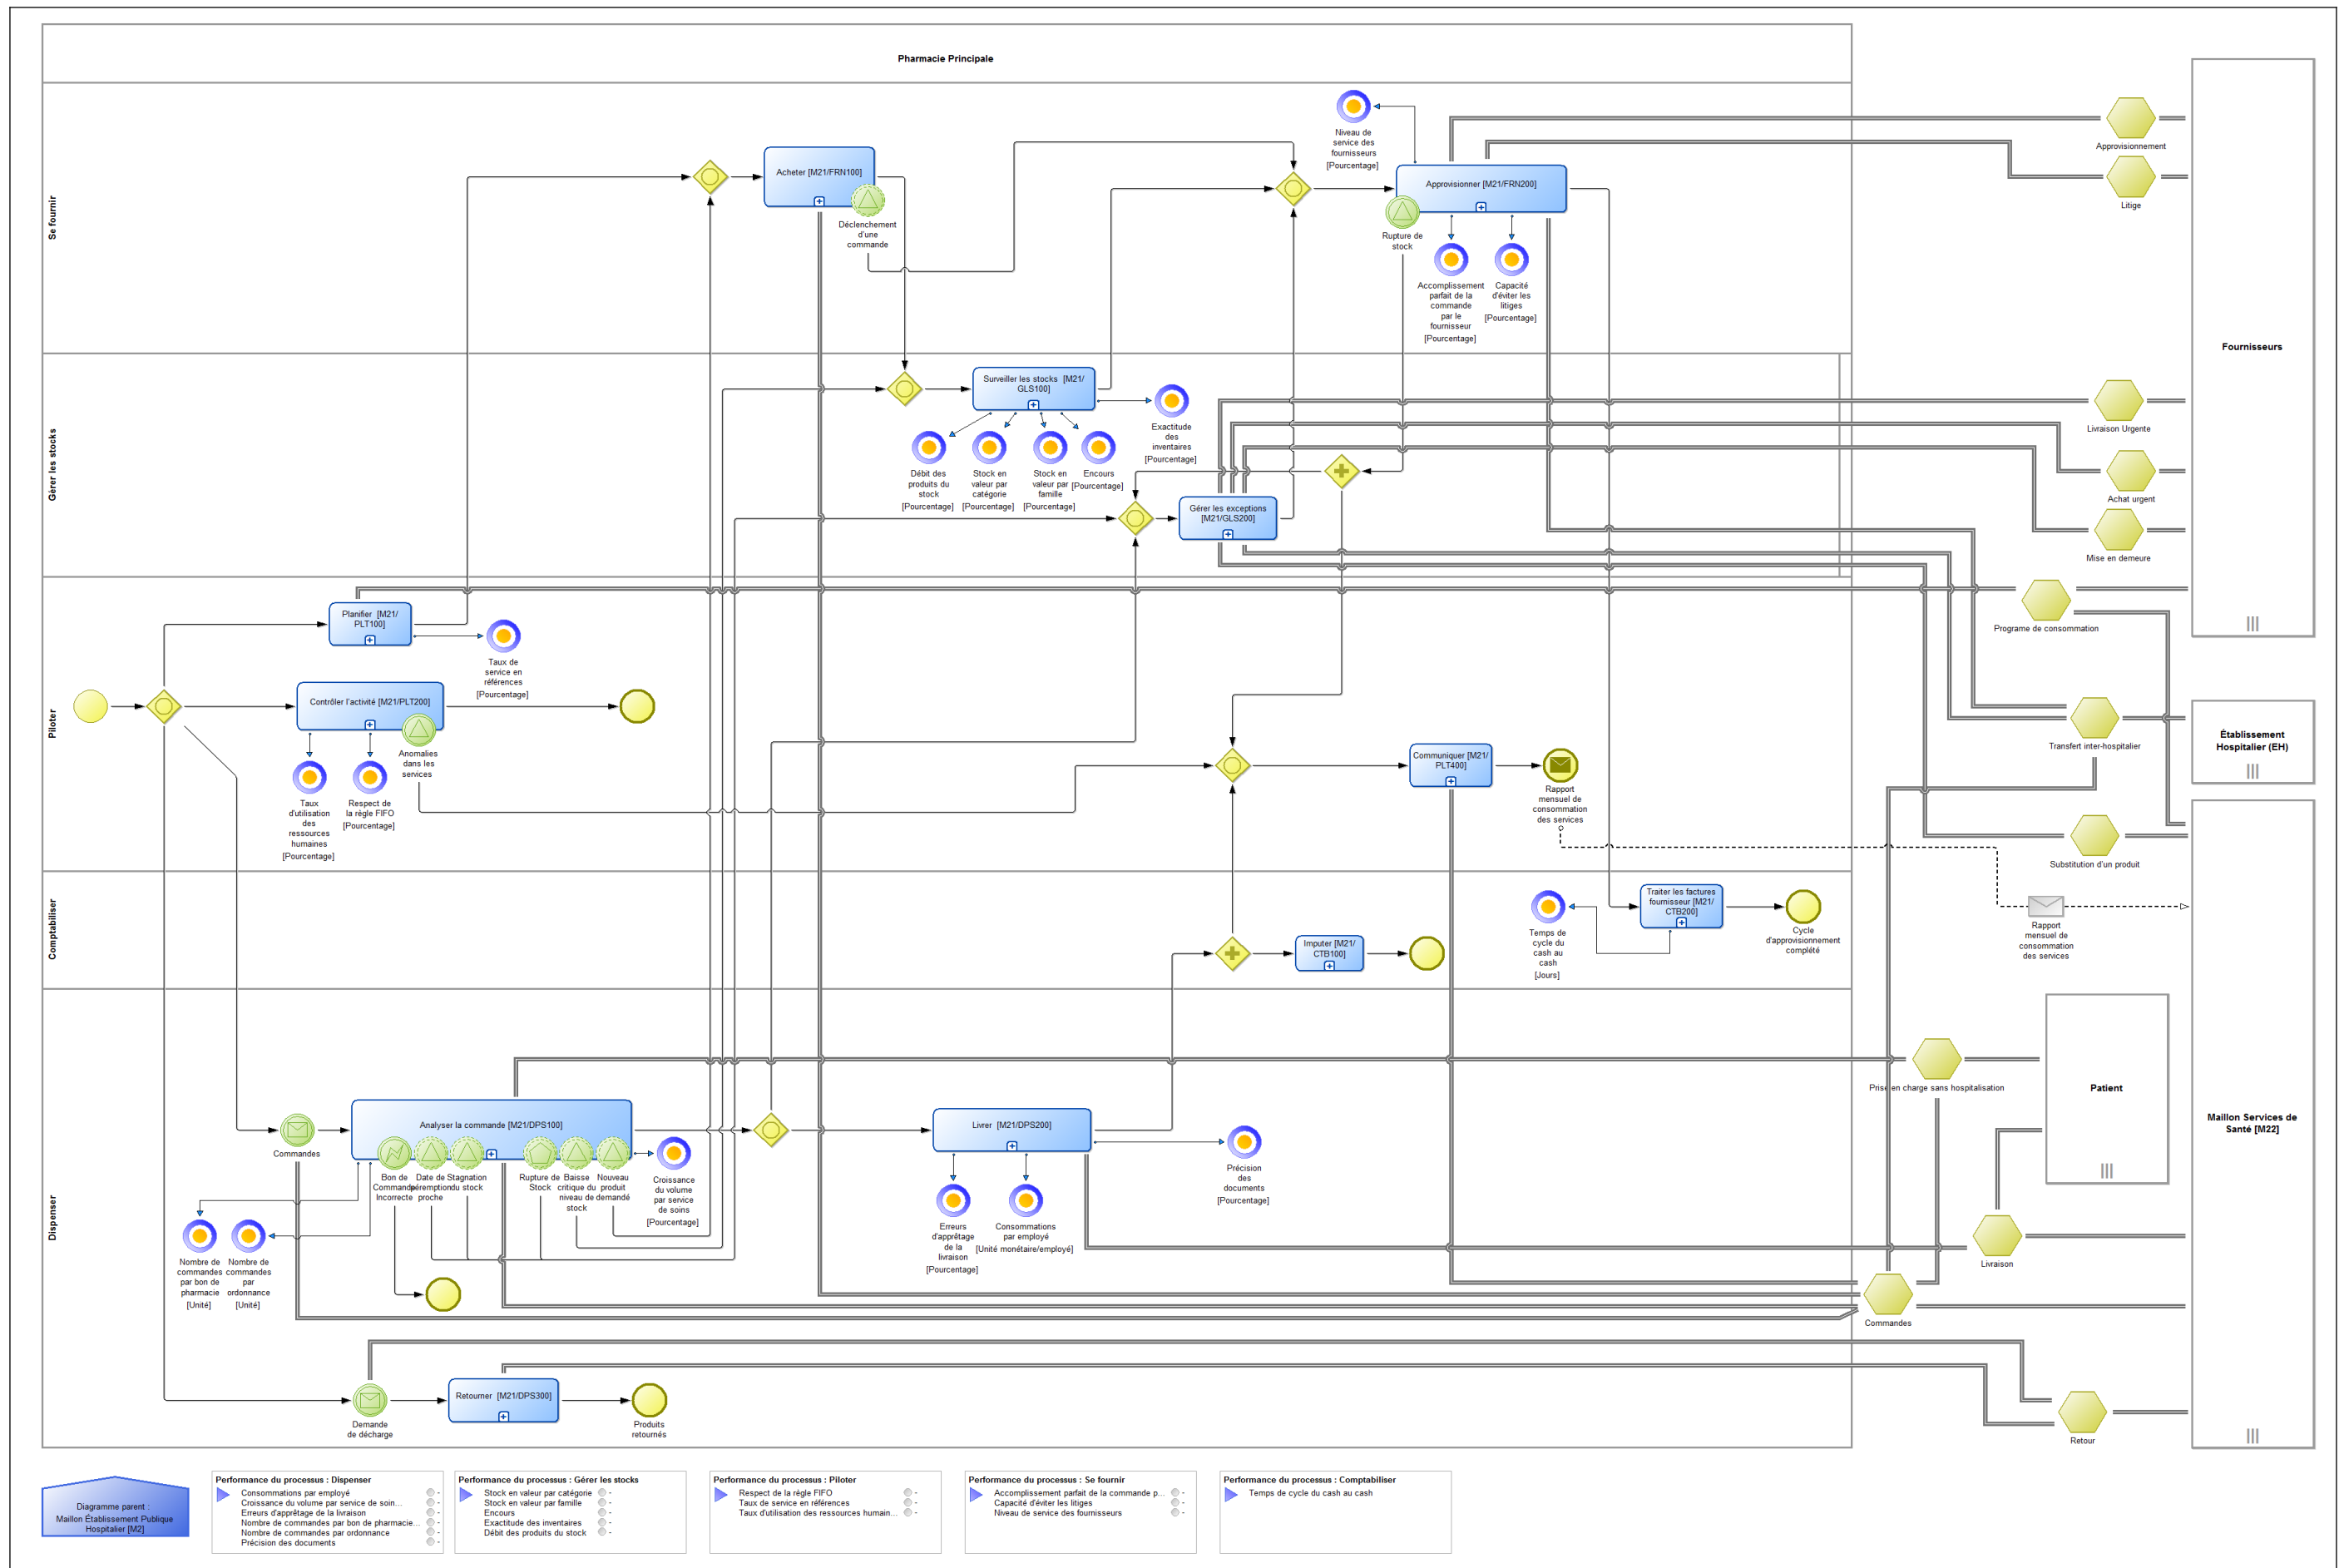 Pharmacie Principale
Se fournir
Acheter [M21/FRN100]
Déclenchement
d'une
commande
Niveau de
service des
fournisseurs
[Pourcentage]
Approvisionner [M21/FRN200]
Rupture de
stock
Accomplissement
parfait de la
commande
par le
fournisseur
[Pourcentage]
Capacité
d'éviter les
litiges
[Pourcentage]
Approvisionnement
Litige
Fournisseurs
Gérer les stocks
Surveiller les stocks [M21/
GLS100]
Débit des
produits du
stock
[Pourcentage]
Stock en
valeur par
catégorie
[Pourcentage]
Stock en
valeur par
famille
[Pourcentage]
Encours
[Pourcentage]
Exactitude
des
inventaires
[Pourcentage]
Gérer les exceptions
[M21/GLS200]
Livraison Urgente
Achat urgent
Mise en demeure
Programe de consommation
Piloter
Planifier [M21/
PLT100]
Taux de
service en
références
[Pourcentage]
Contrôler l'activité [M21/PLT200]
Anomalies
dans les
services
Taux
d'utilisation
des
ressources
humaines
[Pourcentage]
Respect de
la règle FIFO
[Pourcentage]
Communiquer [M21/
PLT400]
Rapport
mensuel de
consommation
des services
Transfert inter-hospitalier
Établissement
Hospitalier (EH)
Substitution d'un produit
Comptabiliser
Imputer [M21/
CTB100]
Temps de
cycle du
cash au
cash
[Jours]
Traiter les factures
fournisseur [M21/
CTB200]
Cycle
d'approvisionnement
complété
Rapport
mensuel de
consommation
des services
Dispenser
Commandes
Analyser la commande [M21/DPS100]
Bon de
Commande
Incorrecte
Date de
péremption
proche
Stagnation
du stock
Rupture de
Stock
Baisse
critique du
niveau de
stock
Nouveau
produit
demandé
Croissance
du volume
par service
de soins
[Pourcentage]
Nombre de
commandes
par bon de
pharmacie
[Unité]
Nombre de
commandes
par
ordonnance
[Unité]
Livrer [M21/DPS200]
Erreurs
d'apprêtage
de la
livraison
[Pourcentage]
Consommations
par employé
[Unité monétaire/employé]
Précision
des
documents
[Pourcentage]
Prise en charge sans hospitalisation
Patient
Maillon Services de
Santé [M22]
Livraison
Commandes
Demande
de décharge
Retourner [M21/DPS300]
Produits
retournés
Retour
Diagramme parent :
Maillon Établissement Publique
Hospitalier [M2]
Performance du processus : Dispenser
Consommations par employé -
Croissance du volume par service de soin... -
Erreurs d'apprêtage de la livraison -
Nombre de commandes par bon de pharmacie... -
Nombre de commandes par ordonnance -
Précision des documents -
Performance du processus : Gérer les stocks
Stock en valeur par catégorie -
Stock en valeur par famille -
Encours -
Exactitude des inventaires -
Débit des produits du stock -
Performance du processus : Piloter
Respect de la règle FIFO -
Taux de service en références -
Taux d'utilisation des ressources humain... -
Performance du processus : Se fournir
Accomplissement parfait de la commande p... -
Capacité d'éviter les litiges -
Niveau de service des fournisseurs -
Performance du processus : Comptabiliser
Temps de cycle du cash au cash